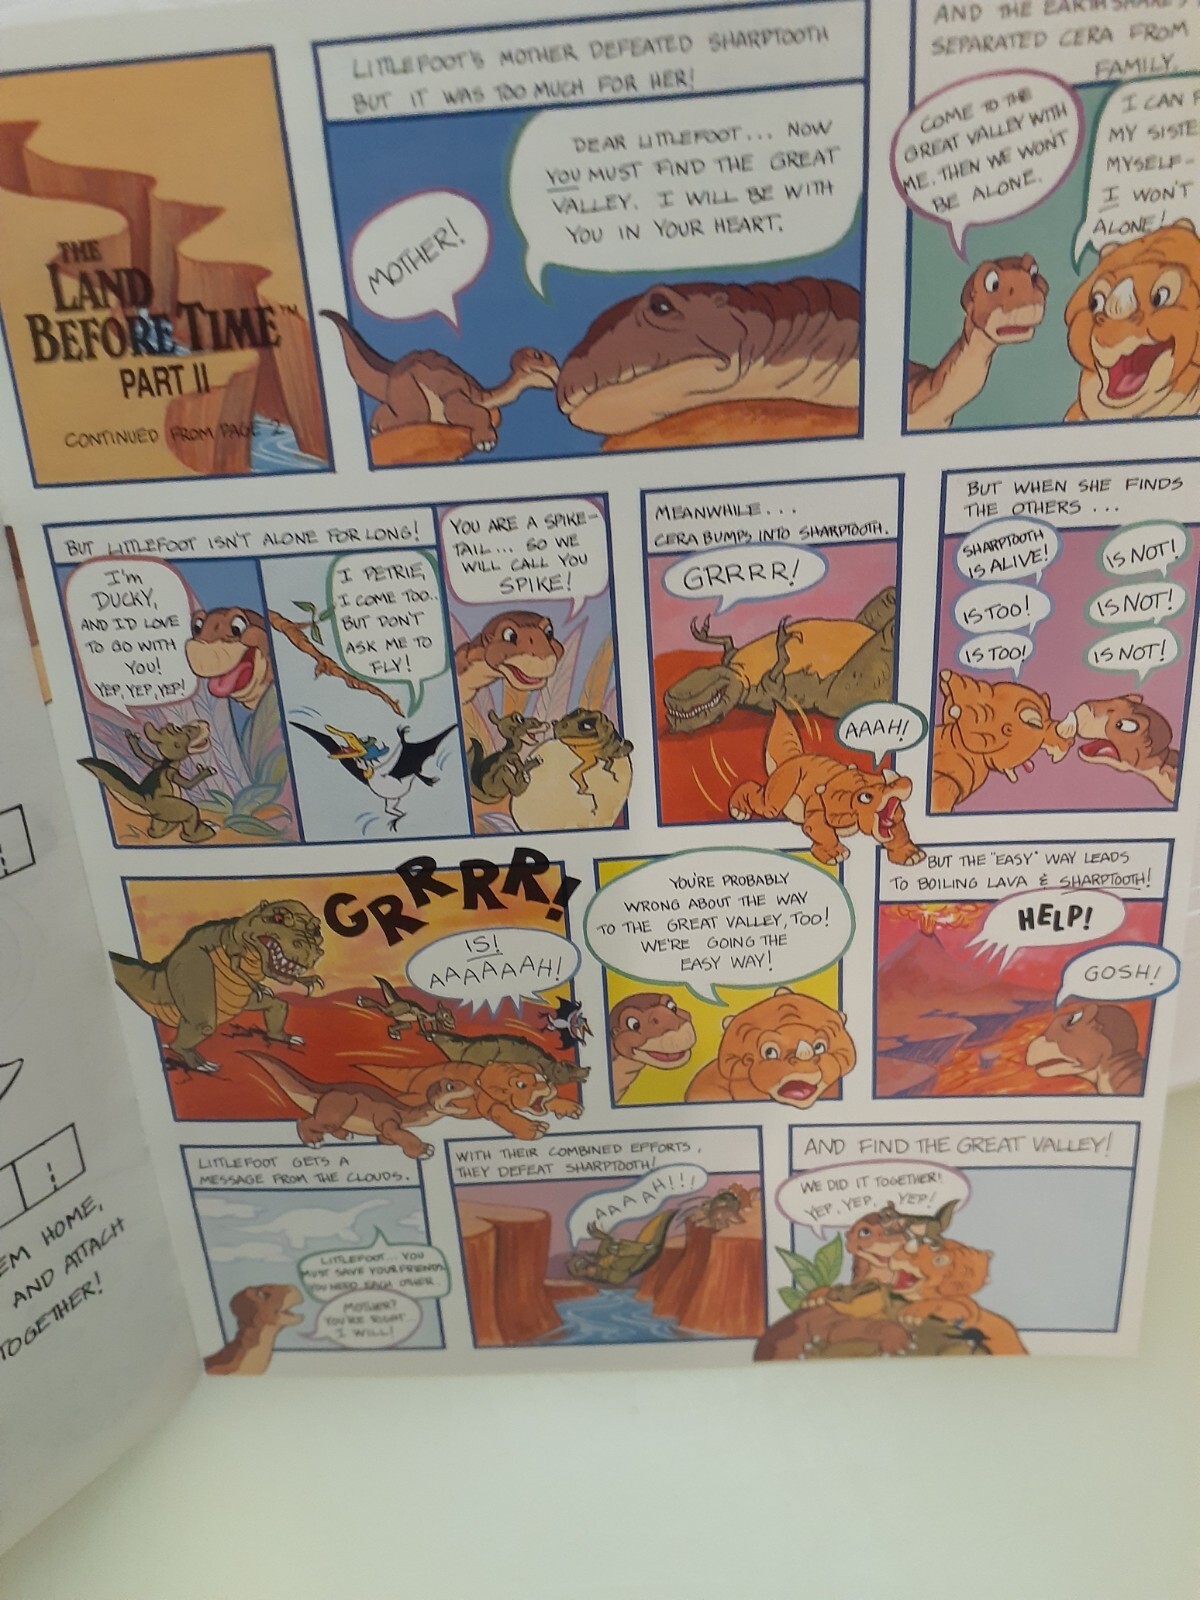 THE
LAND
BEFORE TIME™
PART II
CONTINUED FROM PAGE 2
LITTLEFOOT'S MOTHER DEFEATED SHARPTOOTH
BUT IT WAS TOO MUCH FOR HER!
MOTHER!
DEAR LITTLEFOOT... NOW
YOU MUST FIND THE GREAT
VALLEY. I WILL BE WITH
YOU IN YOUR HEART.
AND THE EARTHSHAKES
SEPARATED CERA FROM
FAMILY.
COME TO THE
GREAT VALLEY WITH
ME. THEN WE WON'T
BE ALONE.
I CAN F
MY SISTE
MYSELF-
I WON'T
ALONE!
BUT LITTLEFOOT ISN'T ALONE FOR LONG!
I'm
DUCKY,
AND I'D LOVE
TO GO WITH
YOU!
YEP, YEP, YEP!
I PETRIE,
I COME TOO..
BUT DON'T
ASK ME TO
FLY!
YOU ARE A SPIKE-
TAIL... SO WE
WILL CALL YOU
SPIKE!
MEANWHILE...
CERA BUMPS INTO SHARPTOOTH.
GRRRR!
AAAH!
BUT WHEN SHE FINDS
THE OTHERS...
SHARPTOOTH
IS ALIVE!
IS NOT!
IS TOO!
IS NOT!
IS TOO!
IS NOT!
GRRRR!
IS!
AAAAAAH!
YOU'RE PROBABLY
WRONG ABOUT THE WAY
TO THE GREAT VALLEY, TOO!
WE'RE GOING THE
EASY WAY!
BUT THE "EASY" WAY LEADS
TO BOILING LAVA & SHARPTOOTH!
HELP!
GOSH!
LITTLEFOOT GETS A
MESSAGE FROM THE CLOUDS.
LITTLEFOOT... YOU
MUST SAVE YOUR FRIENDS.
YOU NEED EACH OTHER.
MOTHER?
YOU'RE RIGHT...
I WILL!
WITH THEIR COMBINED EFFORTS,
THEY DEFEAT SHARPTOOTH!
AAAAH!!!
AND FIND THE GREAT VALLEY!
WE DID IT TOGETHER!
YEP, YEP, YEP!
EM HOME,
AND ATTACH
TOGETHER!